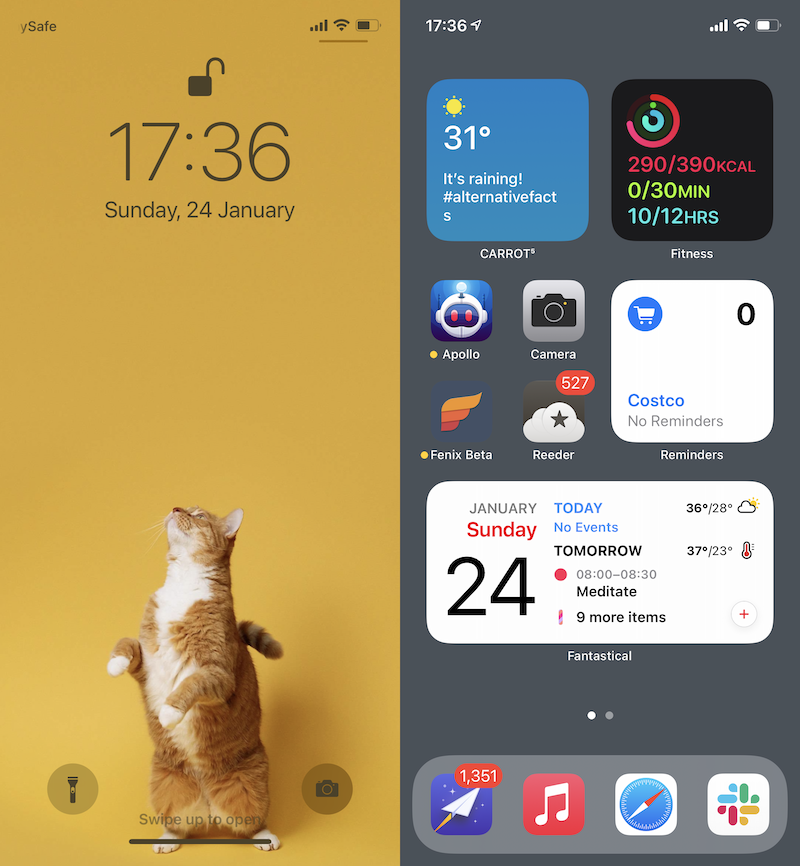 ySafe
17:36
Sunday, 24 January
Swipe up to open
17:36
31°
It's raining!
#alternativefact
s
CARROT⁵
290/390KCAL
0/30MIN
10/12HRS
Fitness
Apollo
Camera
527
Fenix Beta
Reeder
0
Costco
No Reminders
Reminders
JANUARY
Sunday
24
TODAY
36°/28°
No Events
TOMORROW
37°/23°
08:00–08:30
Meditate
9 more items
Fantastical
1,351